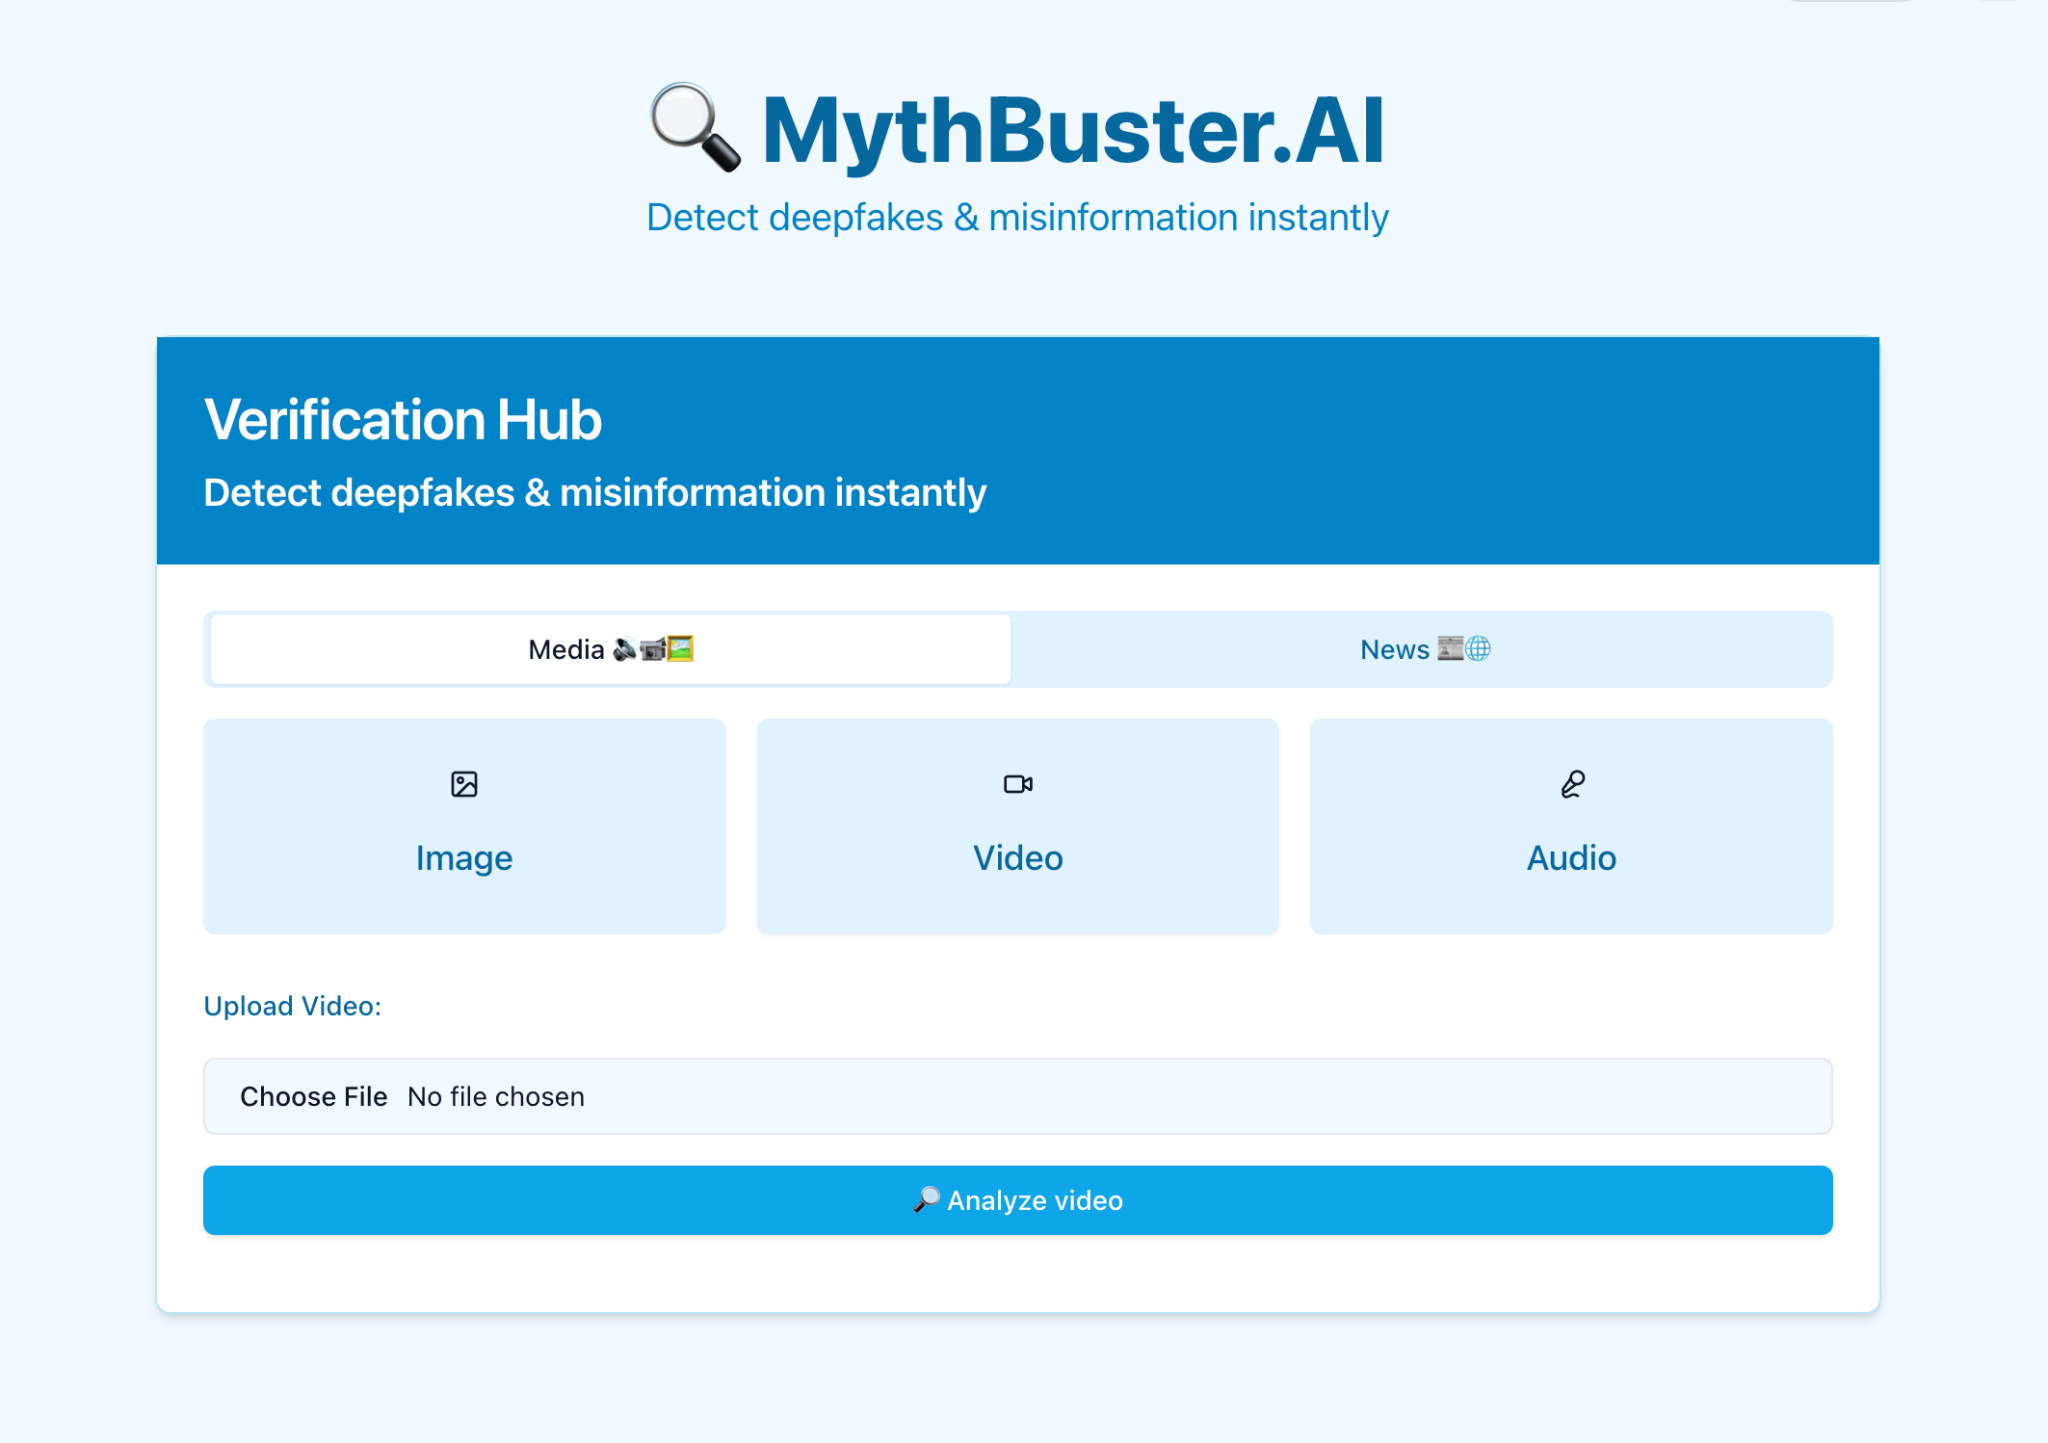 MythBuster.AI
Detect deepfakes & misinformation instantly
Verification Hub
Detect deepfakes & misinformation instantly
Media
News
Image
Video
Audio
Upload Video:
Choose File No file chosen
Analyze video